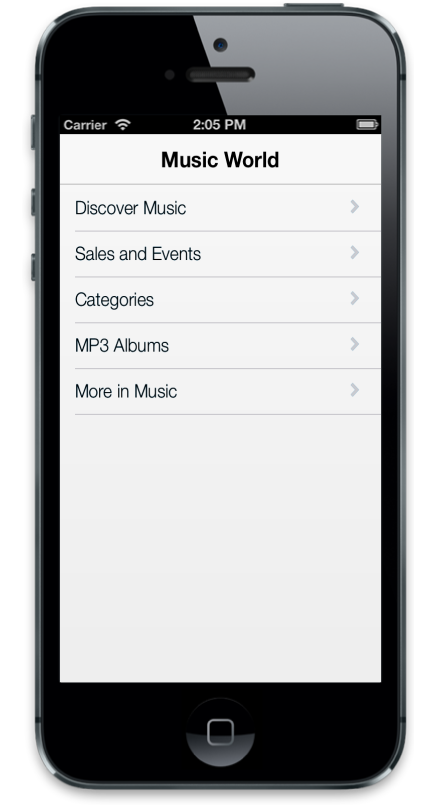 Carrier 2:05 PM
Music World
Discover Music
Sales and Events
Categories
MP3 Albums
More in Music